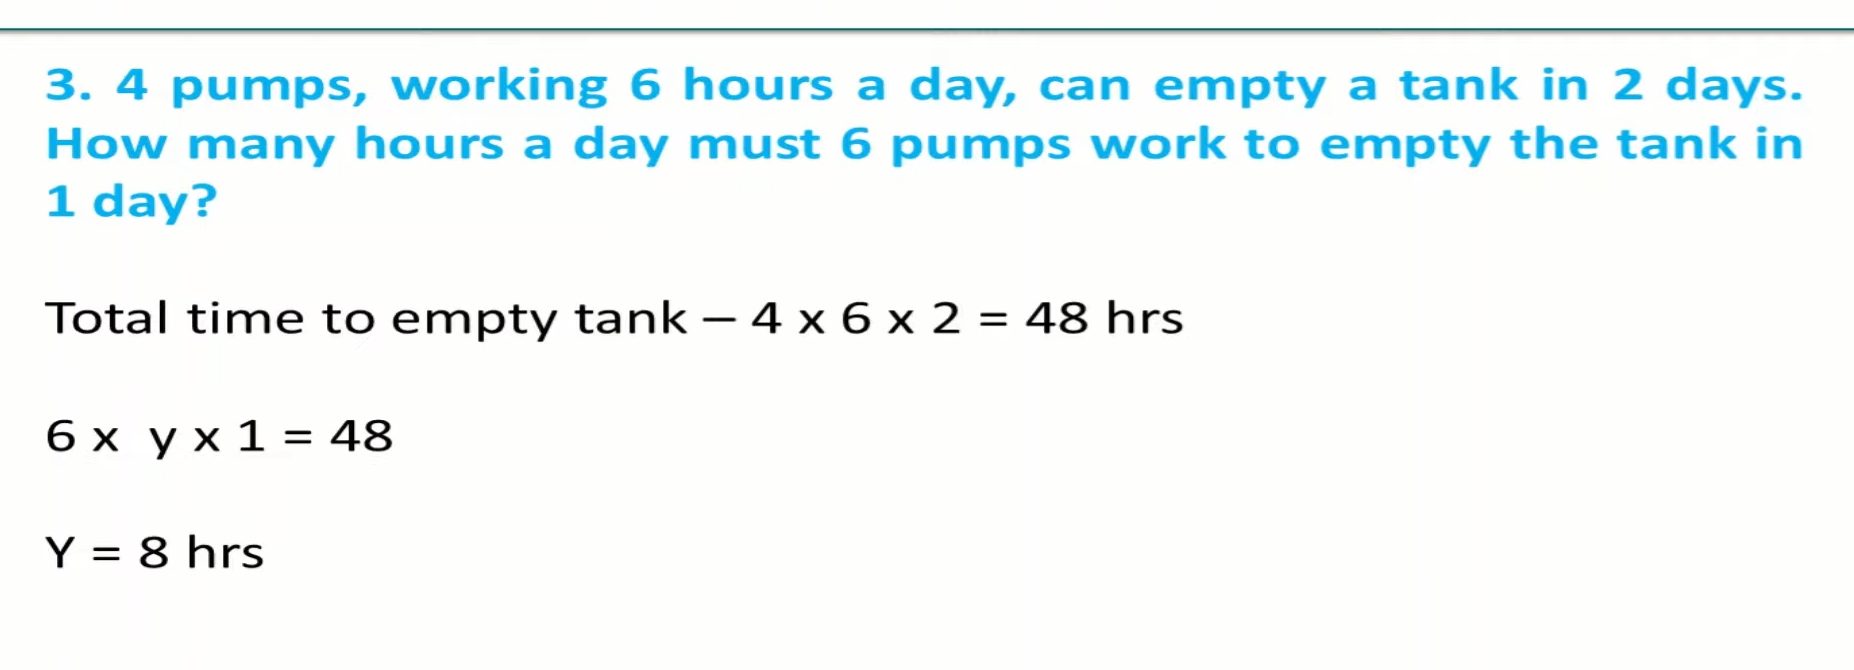 3. 4 pumps, working 6 hours a day, can empty a tank in 2 days.
How many hours a day must 6 pumps work to empty the tank in
1 day?
Total time to empty tank – 4 x 6 x 2 = 48 hrs
6 x y x 1 = 48
Y = 8 hrs